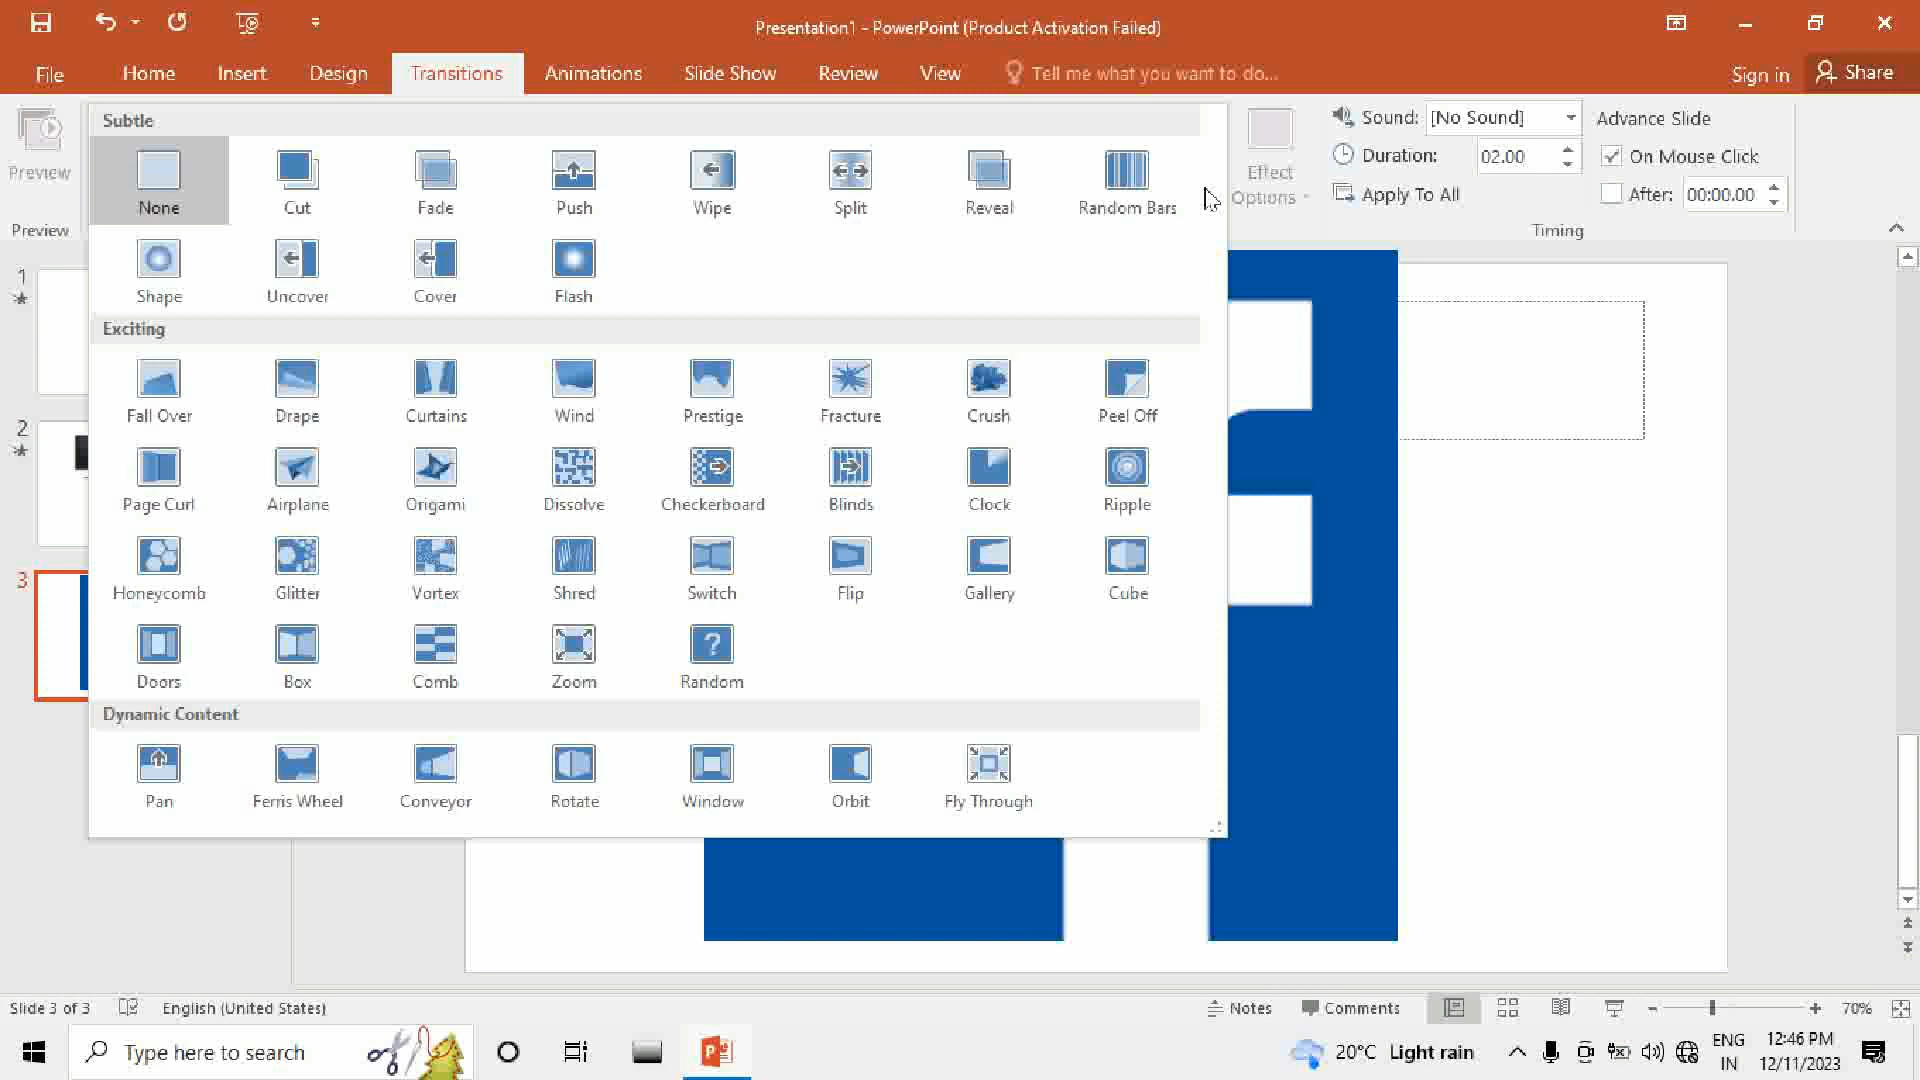 Presentation1 - PowerPoint (Product Activation Failed)
File Home Insert Design Transitions Animations Slide Show Review View Tell me what you want to do... Sign in Share
Preview
Preview
Subtle
None Cut Fade Push Wipe Split Reveal Random Bars
Shape Uncover Cover Flash
Exciting
Fall Over Drape Curtains Wind Prestige Fracture Crush Peel Off
Page Curl Airplane Origami Dissolve Checkerboard Blinds Clock Ripple
Honeycomb Glitter Vortex Shred Switch Flip Gallery Cube
Doors Box Comb Zoom Random
Dynamic Content
Pan Ferris Wheel Conveyor Rotate Window Orbit Fly Through
Effect
Options
Sound: [No Sound]
Duration: 02.00
Apply To All
Advance Slide
On Mouse Click
After: 00:00.00
Timing
1
2
3
Slide 3 of 3 English (United States) Notes Comments 70%
Type here to search 20°C Light rain
ENG
IN
12:46 PM
12/11/2023